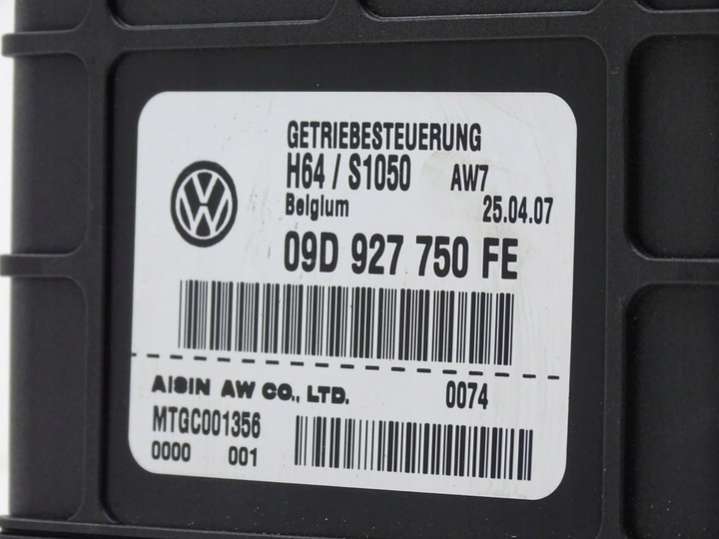 GETRIEBESTEUERUNG
H64 / S1050 AW7
Belgium 25.04.07
09D 927 750 FE
AISIN AW CO., LTD. 0074
MTGC001356
0000 001